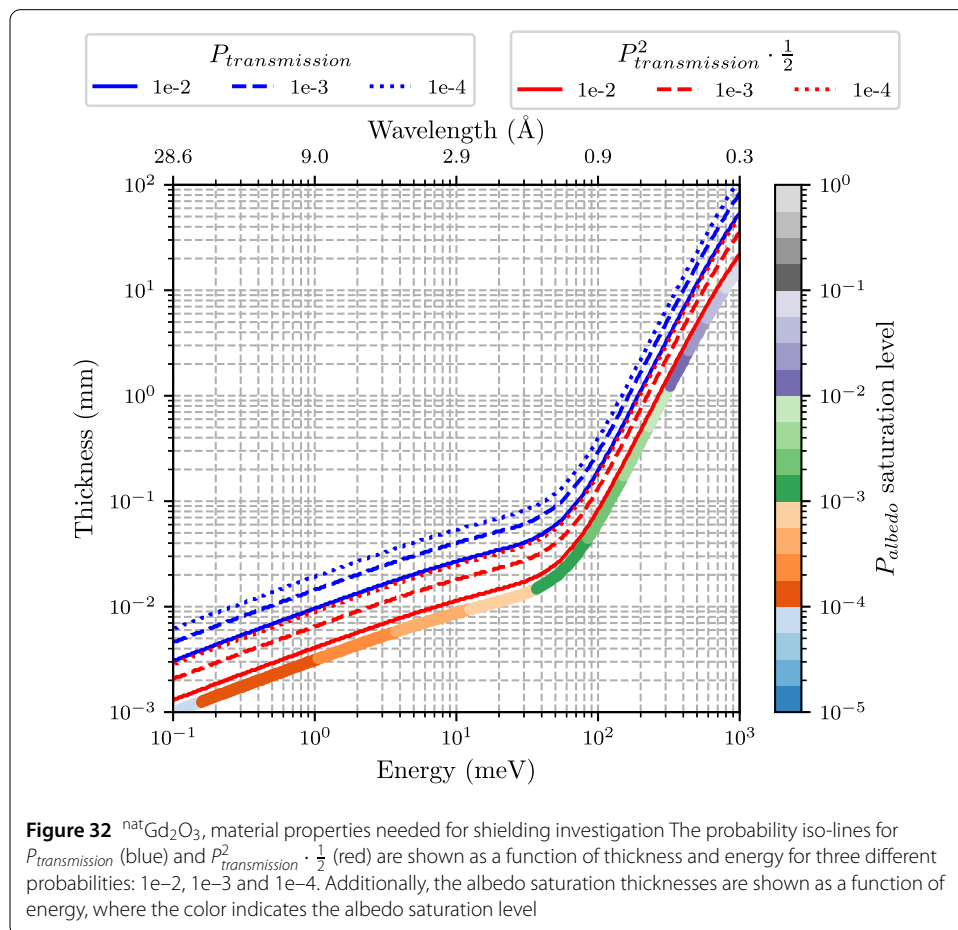 P_transmission
1e-2 1e-3 1e-4
P²_transmission · 1/2
1e-2 1e-3 1e-4
Wavelength (Å)
28.6 9.0 2.9 0.9 0.3
Thickness (mm)
10²
10¹
10⁰
10⁻¹
10⁻²
10⁻³
10⁻¹ 10⁰ 10¹ 10² 10³
Energy (meV)
10⁰
10⁻¹
10⁻²
10⁻³
10⁻⁴
10⁻⁵
P_albedo saturation level
Figure 32 ⁿᵃᵗGd₂O₃, material properties needed for shielding investigation The probability iso-lines for
P_transmission (blue) and P²_transmission · 1/2 (red) are shown as a function of thickness and energy for three different
probabilities: 1e–2, 1e–3 and 1e–4. Additionally, the albedo saturation thicknesses are shown as a function of
energy, where the color indicates the albedo saturation level